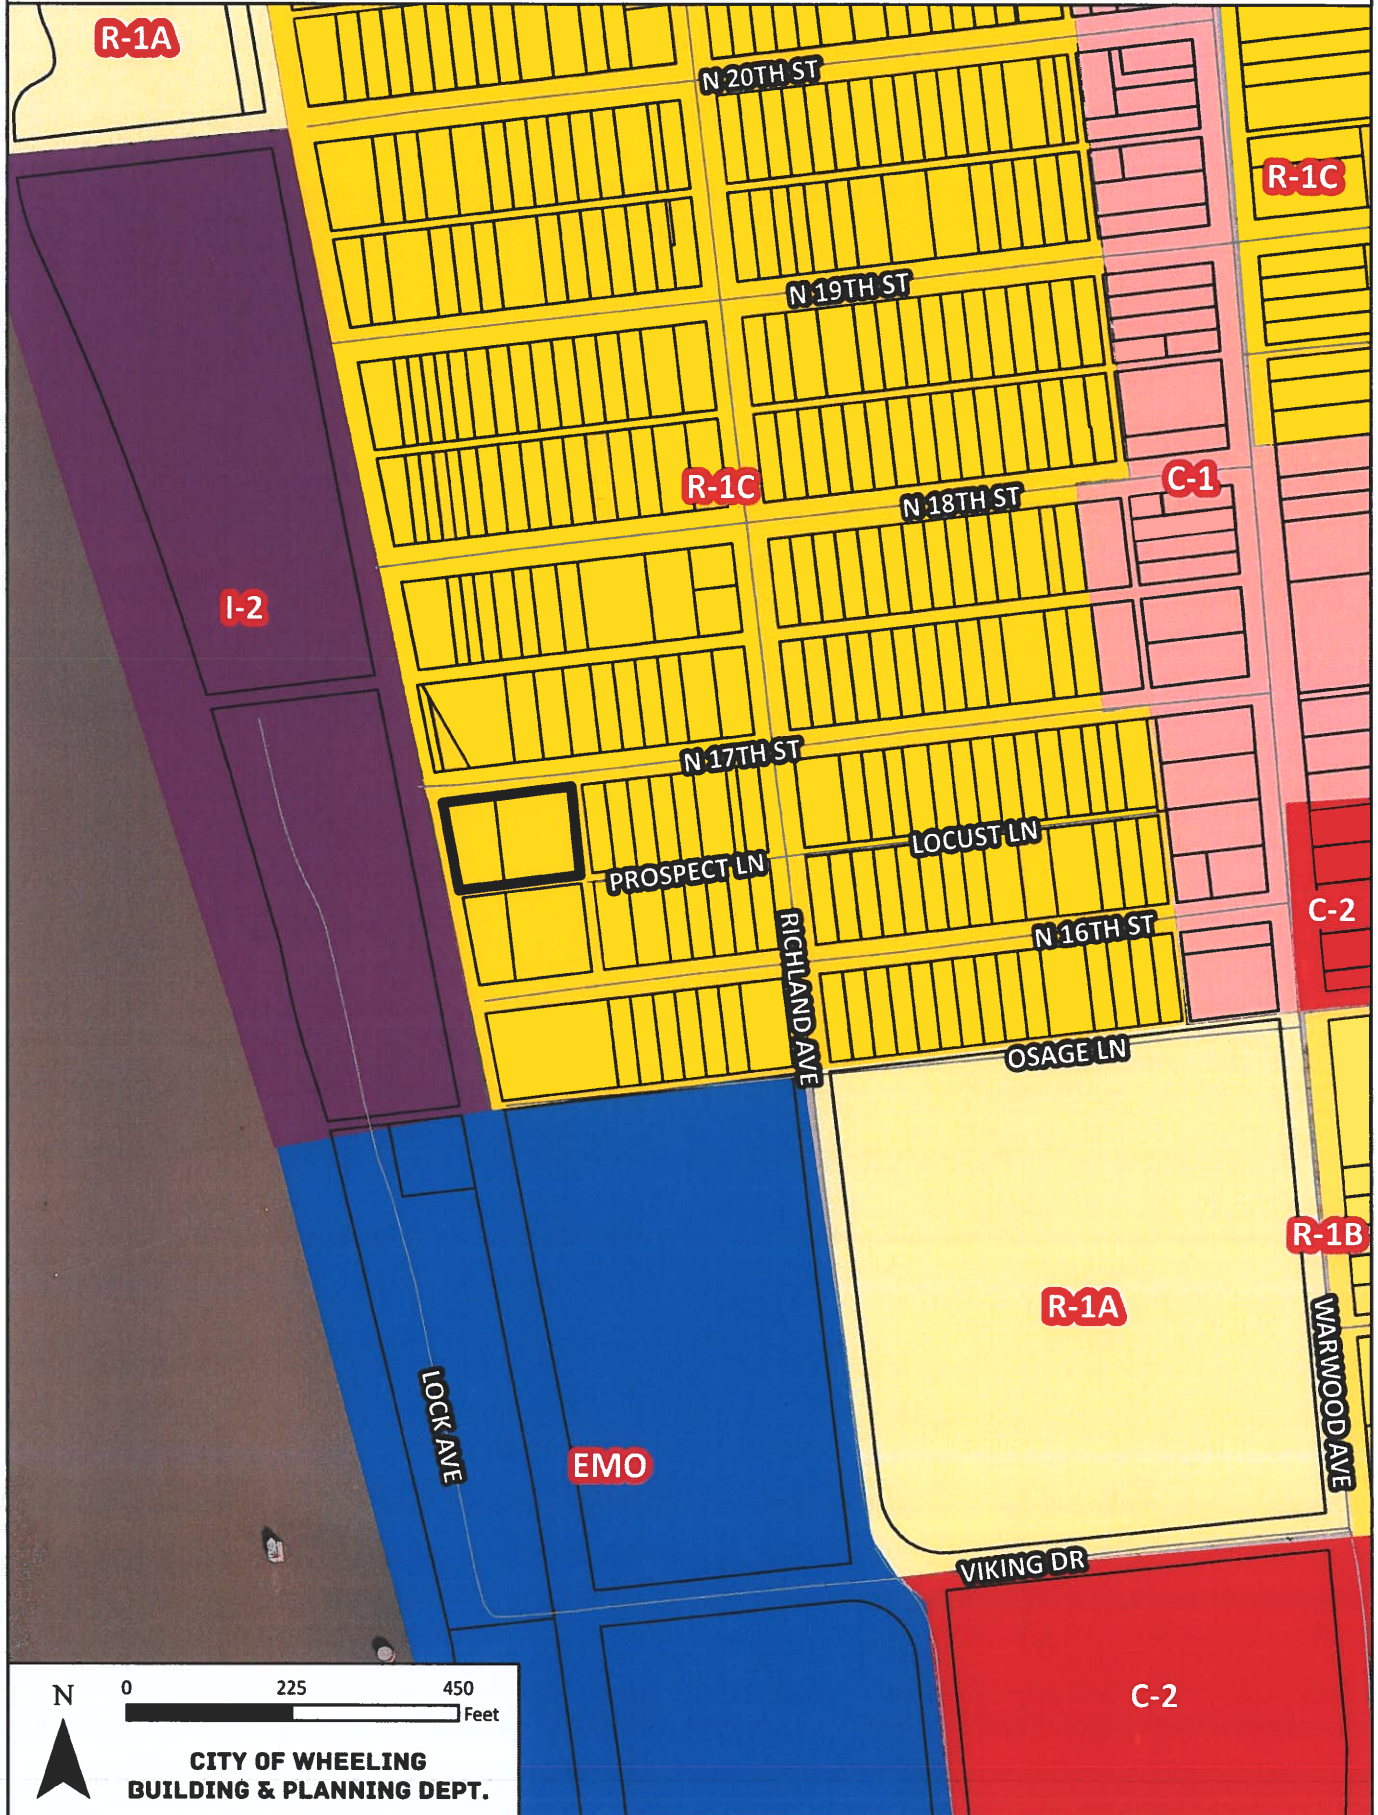 R-1A
N 20TH ST
R-1C
N 19TH ST
R-1C
C-1
N 18TH ST
I-2
N 17TH ST
LOCUST LN
PROSPECT LN
C-2
N 16TH ST
RICHLAND AVE
OSAGE LN
R-1B
R-1A
WARWOOD AVE
LOCK AVE
EMO
VIKING DR
C-2
N
0 225 450
Feet
CITY OF WHEELING
BUILDING & PLANNING DEPT.